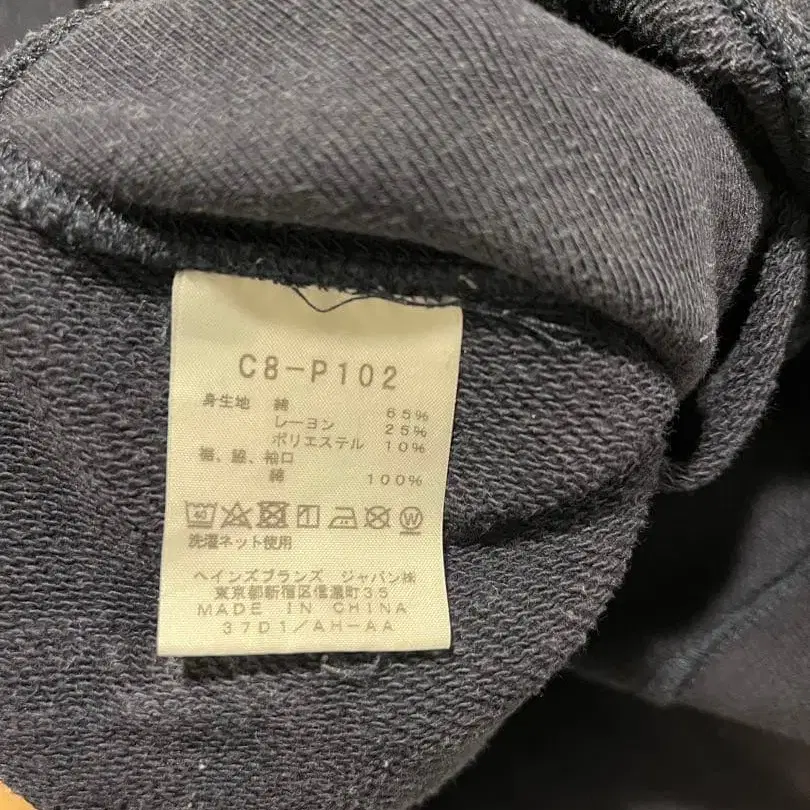 C8-P102
身生地 綿 65%
レーヨン 25%
ポリエステル 10%
裾、脇、袖口
綿 100%
40 W
洗濯ネット使用
ヘインズブランズ ジャパン㈱
東京都新宿区信濃町35
MADE IN CHINA
37D1/AH-AA